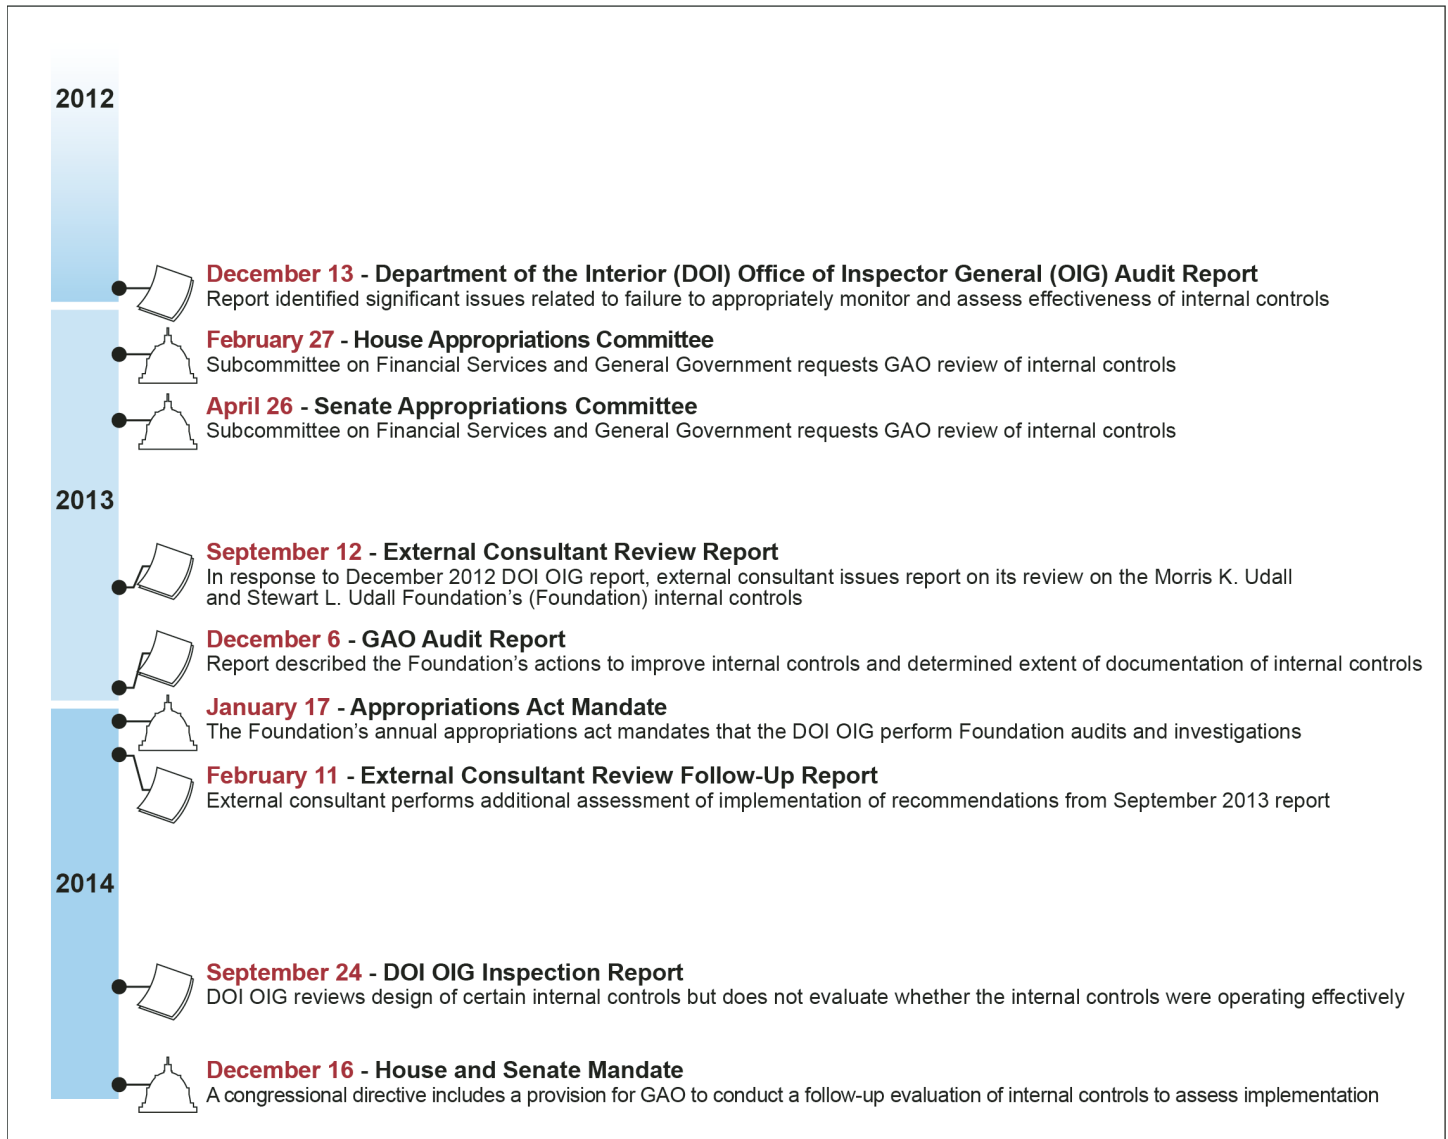 2012
December 13 - Department of the Interior (DOI) Office of Inspector General (OIG) Audit Report
Report identified significant issues related to failure to appropriately monitor and assess effectiveness of internal controls
February 27 - House Appropriations Committee
Subcommittee on Financial Services and General Government requests GAO review of internal controls
April 26 - Senate Appropriations Committee
Subcommittee on Financial Services and General Government requests GAO review of internal controls
2013
September 12 - External Consultant Review Report
In response to December 2012 DOI OIG report, external consultant issues report on its review on the Morris K. Udall
and Stewart L. Udall Foundation's (Foundation) internal controls
December 6 - GAO Audit Report
Report described the Foundation's actions to improve internal controls and determined extent of documentation of internal controls
January 17 - Appropriations Act Mandate
The Foundation's annual appropriations act mandates that the DOI OIG perform Foundation audits and investigations
February 11 - External Consultant Review Follow-Up Report
External consultant performs additional assessment of implementation of recommendations from September 2013 report
2014
September 24 - DOI OIG Inspection Report
DOI OIG reviews design of certain internal controls but does not evaluate whether the internal controls were operating effectively
December 16 - House and Senate Mandate
A congressional directive includes a provision for GAO to conduct a follow-up evaluation of internal controls to assess implementation